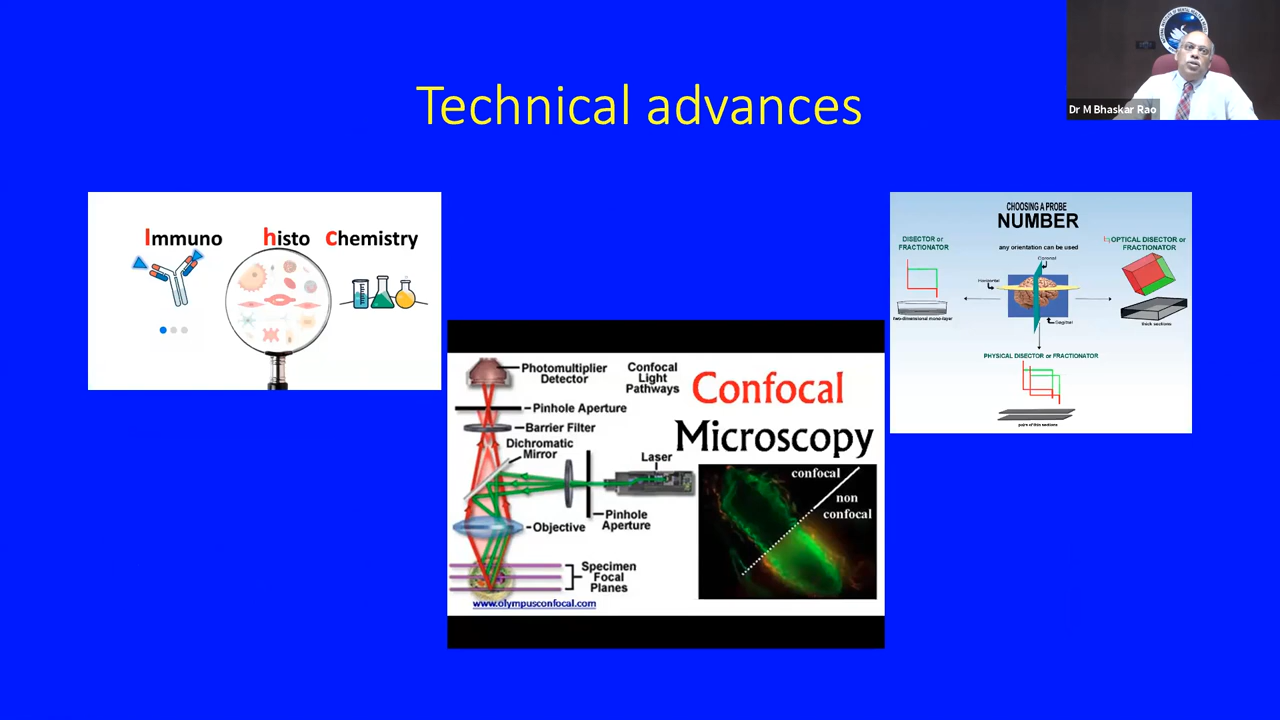 Technical advances
Dr M Bhaskar Rao
Immuno histo Chemistry
Photomultiplier
Detector
Confocal
Light
Pathways
Confocal
Microscopy
Pinhole Aperture
Barrier Filter
Dichromatic
Mirror
Laser
Pinhole
Aperture
Objective
Specimen
Focal
Planes
www.olympusconfocal.com
confocal
non
confocal
CHOOSING A PROBE
NUMBER
any orientation can be used
DISECTOR or
FRACTIONATOR
Coronal
Horizontal
Sagittal
OPTICAL DISECTOR or
FRACTIONATOR
thick sections
PHYSICAL DISECTOR or FRACTIONATOR
pairs of thin sections